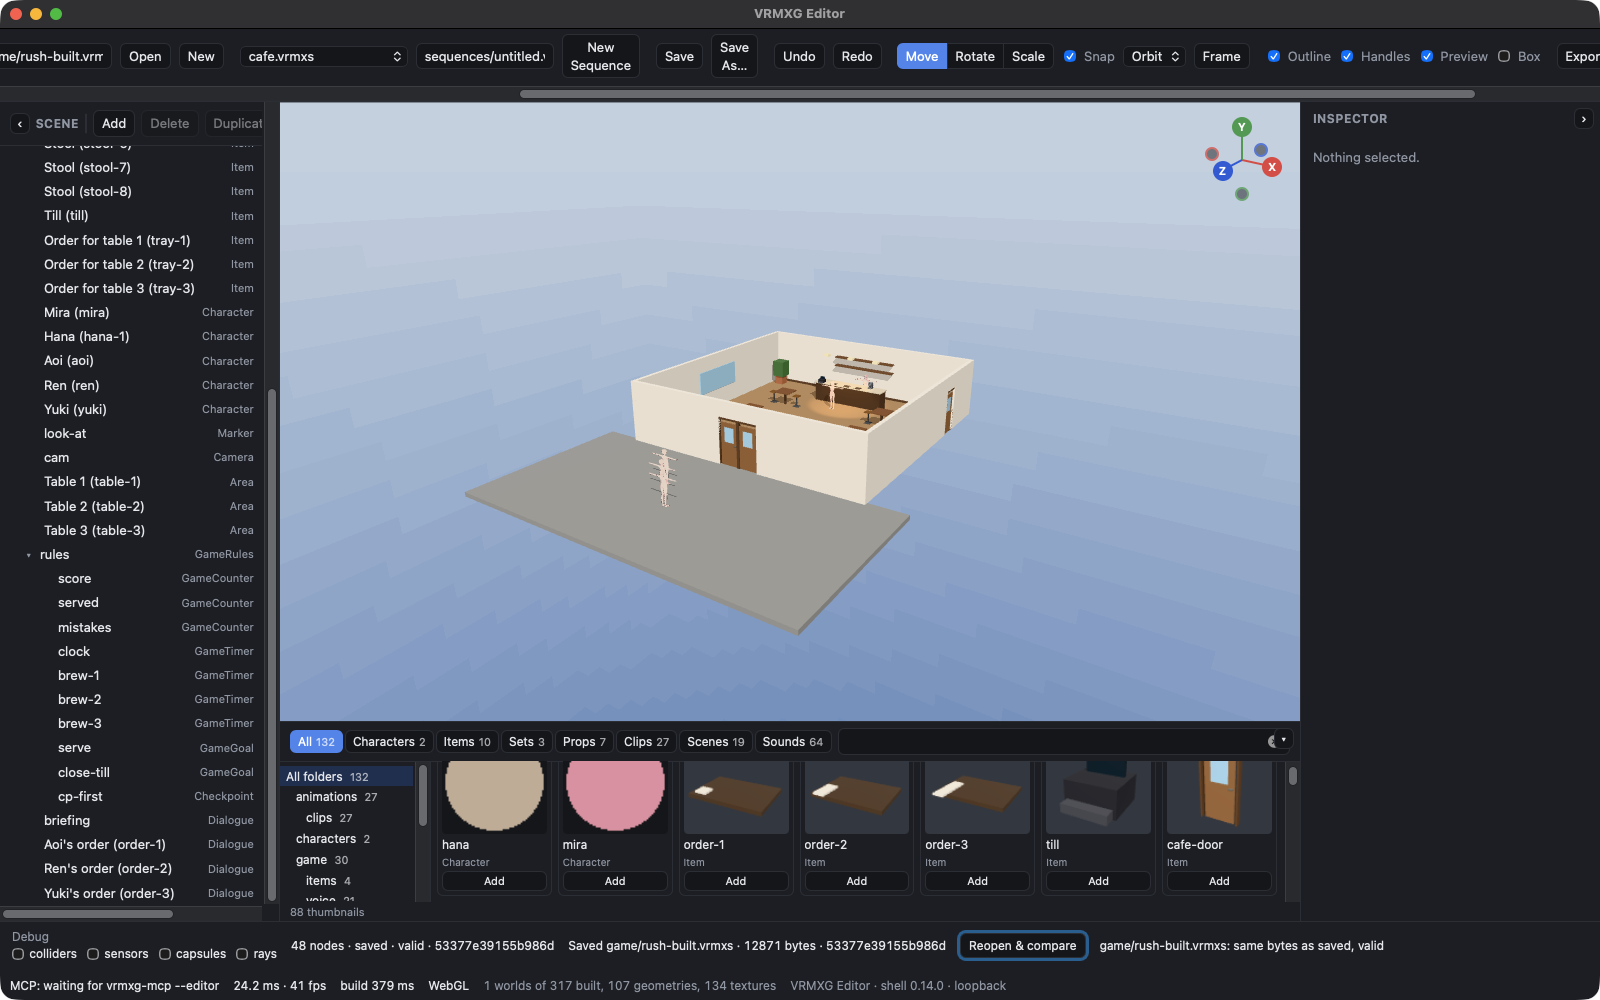 VRMXG Editor
me/rush-built.vrm
Open
New
cafe.vrmxs
sequences/untitled.
New
Sequence
Save
Save
As...
Undo
Redo
Move
Rotate
Scale
Snap
Orbit
Frame
Outline
Handles
Preview
Box
Expor
SCENE
Add
Delete
Duplicat
Stool (stool-7) Item
Stool (stool-8) Item
Till (till) Item
Order for table 1 (tray-1) Item
Order for table 2 (tray-2) Item
Order for table 3 (tray-3) Item
Mira (mira) Character
Hana (hana-1) Character
Aoi (aoi) Character
Ren (ren) Character
Yuki (yuki) Character
look-at Marker
cam Camera
Table 1 (table-1) Area
Table 2 (table-2) Area
Table 3 (table-3) Area
rules GameRules
score GameCounter
served GameCounter
mistakes GameCounter
clock GameTimer
brew-1 GameTimer
brew-2 GameTimer
brew-3 GameTimer
serve GameGoal
close-till GameGoal
cp-first Checkpoint
briefing Dialogue
Aoi's order (order-1) Dialogue
Ren's order (order-2) Dialogue
Yuki's order (order-3) Dialogue
Y
X
Z
INSPECTOR
Nothing selected.
All 132
Characters 2
Items 10
Sets 3
Props 7
Clips 27
Scenes 19
Sounds 64
All folders 132
animations 27
clips 27
characters 2
game 30
items 4
hana
Character
Add
mira
Character
Add
order-1
Item
Add
order-2
Item
Add
order-3
Item
Add
till
Item
Add
cafe-door
Item
Add
88 thumbnails
Debug
colliders
sensors
capsules
rays
48 nodes · saved · valid · 53377e39155b986d
Saved game/rush-built.vrmxs · 12871 bytes · 53377e39155b986d
Reopen & compare
game/rush-built.vrmxs: same bytes as saved, valid
MCP: waiting for vrmxg-mcp --editor
24.2 ms · 41 fps
build 379 ms
WebGL
1 worlds of 317 built, 107 geometries, 134 textures
VRMXG Editor · shell 0.14.0 · loopback